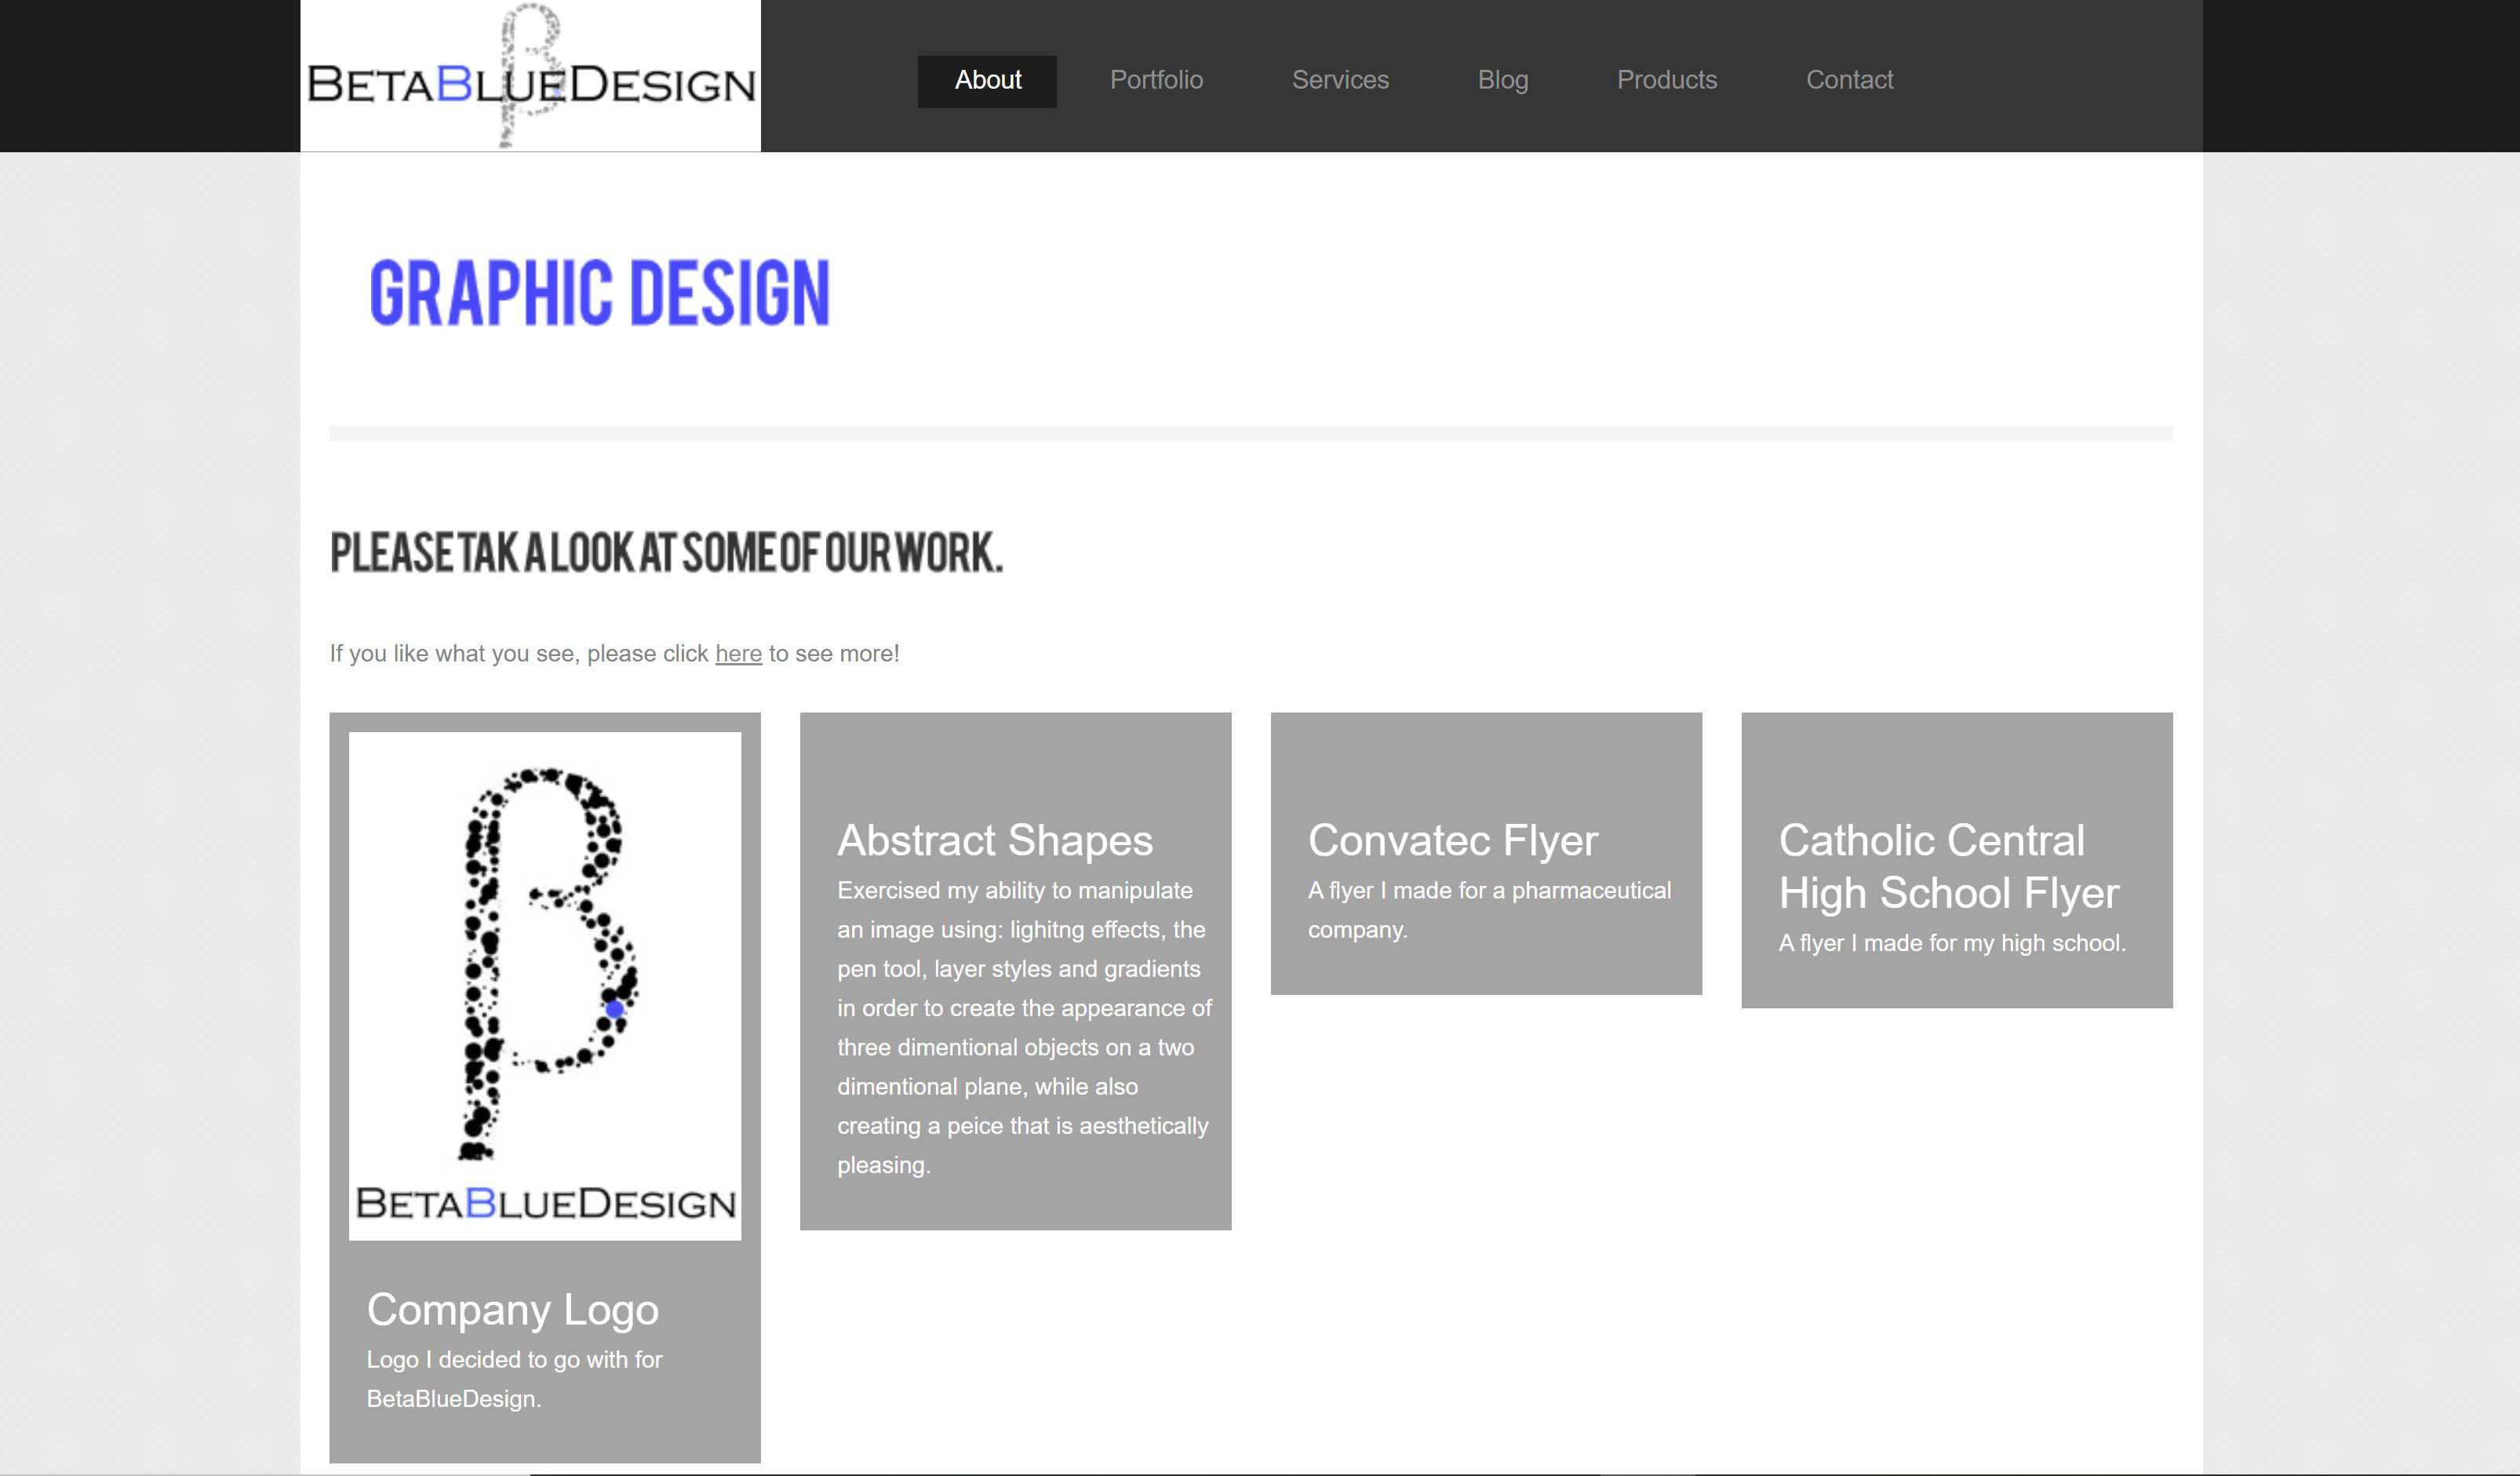 BETABLUEDESIGN
About Portfolio Services Blog Products Contact
GRAPHIC DESIGN
PLEASE TAK A LOOK AT SOME OF OUR WORK.
If you like what you see, please click here to see more!
β
BETABLUEDESIGN
Company Logo
Logo I decided to go with for
BetaBlueDesign.
Abstract Shapes
Exercised my ability to manipulate
an image using: lighitng effects, the
pen tool, layer styles and gradients
in order to create the appearance of
three dimentional objects on a two
dimentional plane, while also
creating a peice that is aesthetically
pleasing.
Convatec Flyer
A flyer I made for a pharmaceutical
company.
Catholic Central
High School Flyer
A flyer I made for my high school.